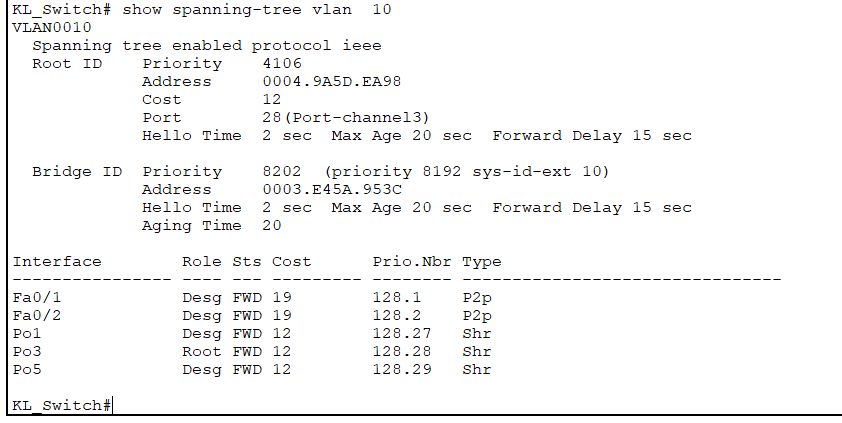 KL_Switch# show spanning-tree vlan  10
VLAN0010
  Spanning tree enabled protocol ieee
  Root ID    Priority    4106
             Address     0004.9A5D.EA98
             Cost        12
             Port        28(Port-channel3)
             Hello Time  2 sec  Max Age 20 sec  Forward Delay 15 sec

  Bridge ID  Priority    8202  (priority 8192 sys-id-ext 10)
             Address     0003.E45A.953C
             Hello Time  2 sec  Max Age 20 sec  Forward Delay 15 sec
             Aging Time  20

Interface        Role Sts Cost      Prio.Nbr Type
---------------- ---- --- --------- -------- --------------------------------
Fa0/1            Desg FWD 19        128.1    P2p
Fa0/2            Desg FWD 19        128.2    P2p
Po1              Desg FWD 12        128.27   Shr
Po3              Root FWD 12        128.28   Shr
Po5              Desg FWD 12        128.29   Shr

KL_Switch#